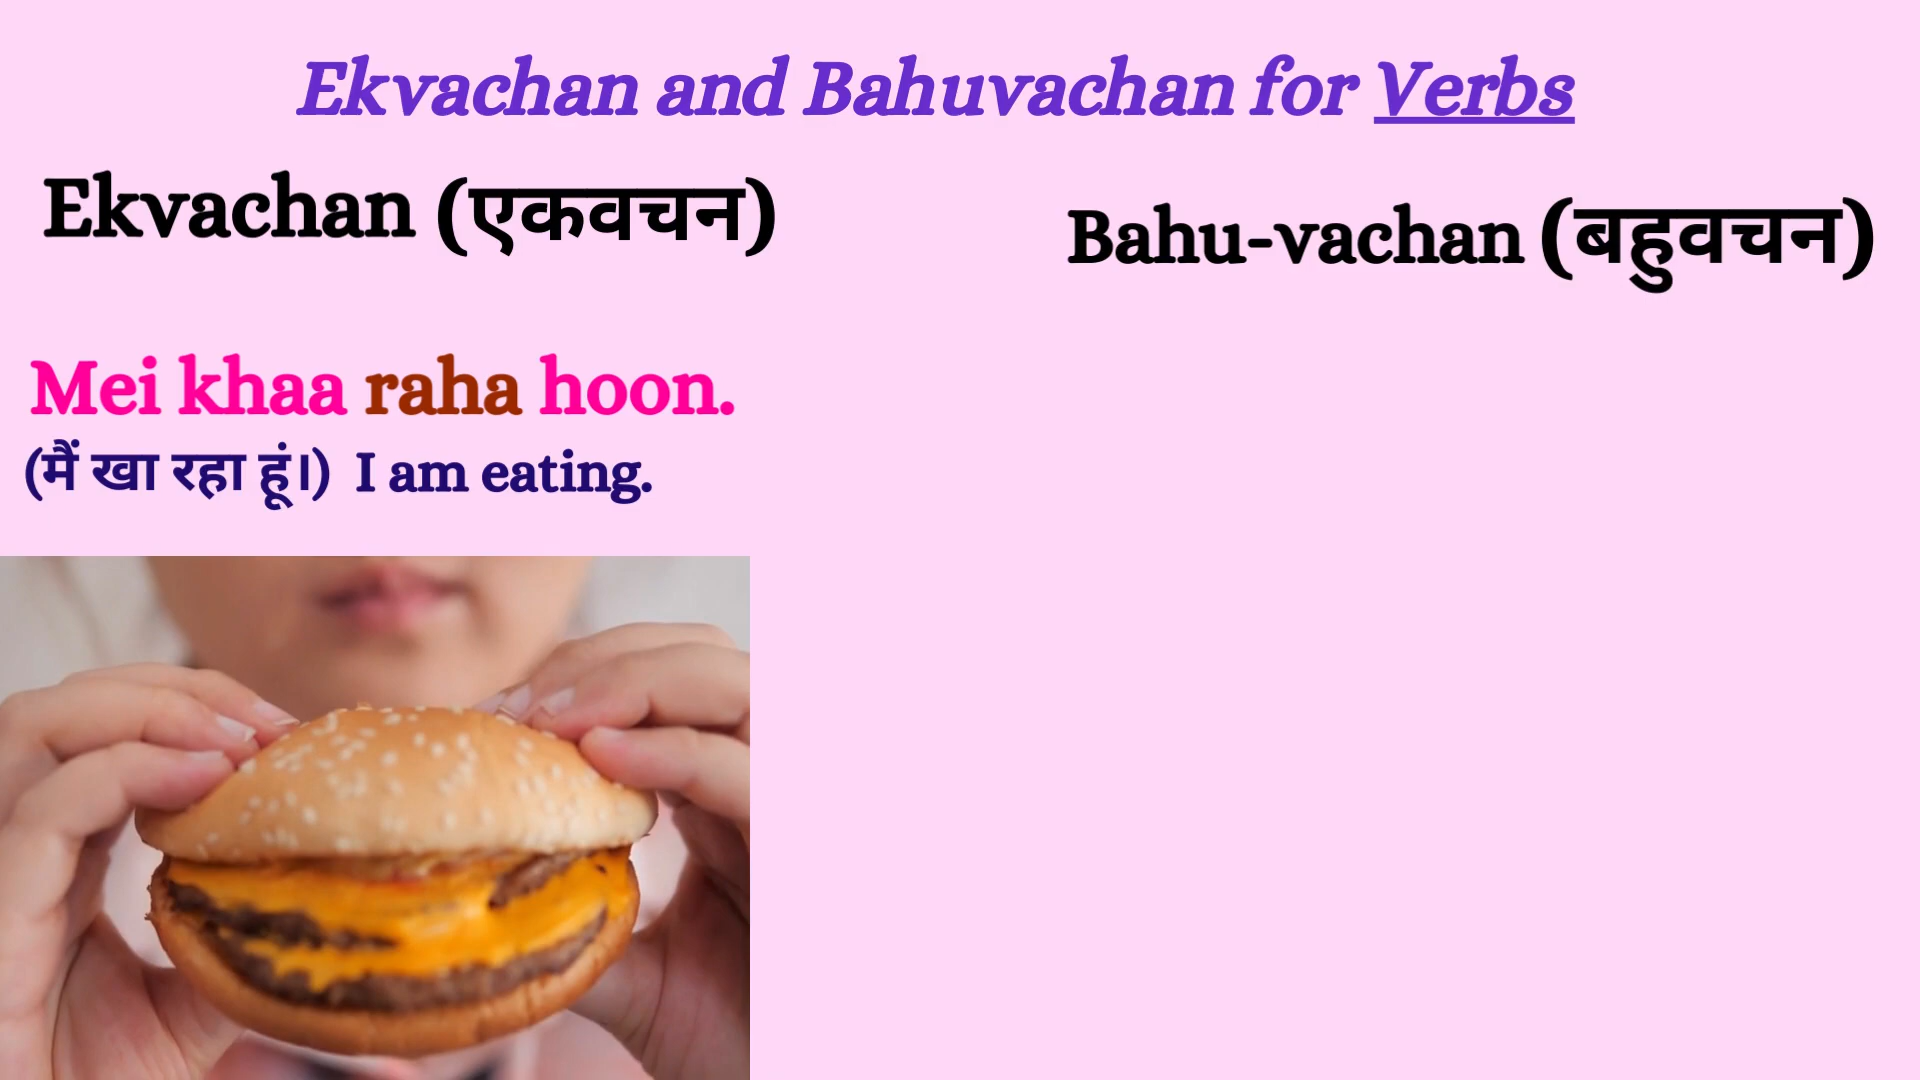 Ekvachan and Bahuvachan for Verbs
Ekvachan (एकवचन)
Bahu-vachan (बहुवचन)
Mei khaa raha hoon.
(मैं खा रहा हूं।) I am eating.